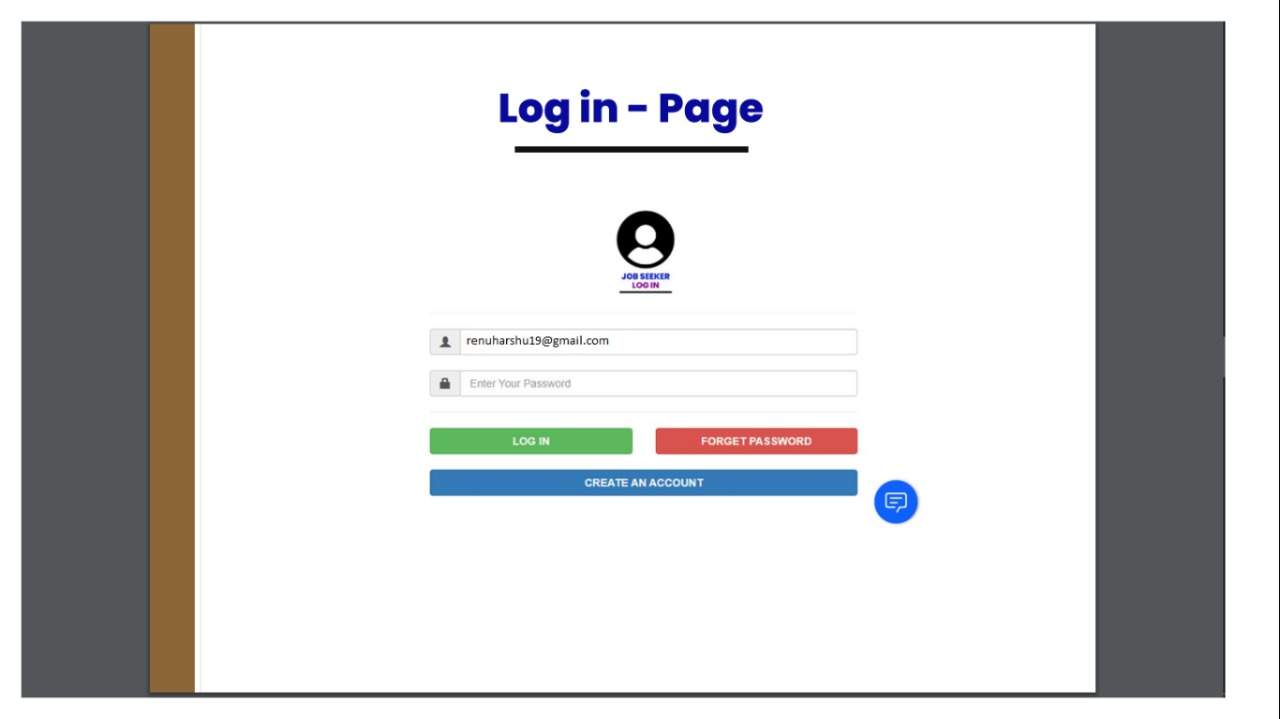 Log in - Page
JOB SEEKER
LOG IN
renuharshu19@gmail.com
Enter Your Password
LOG IN
FORGET PASSWORD
CREATE AN ACCOUNT